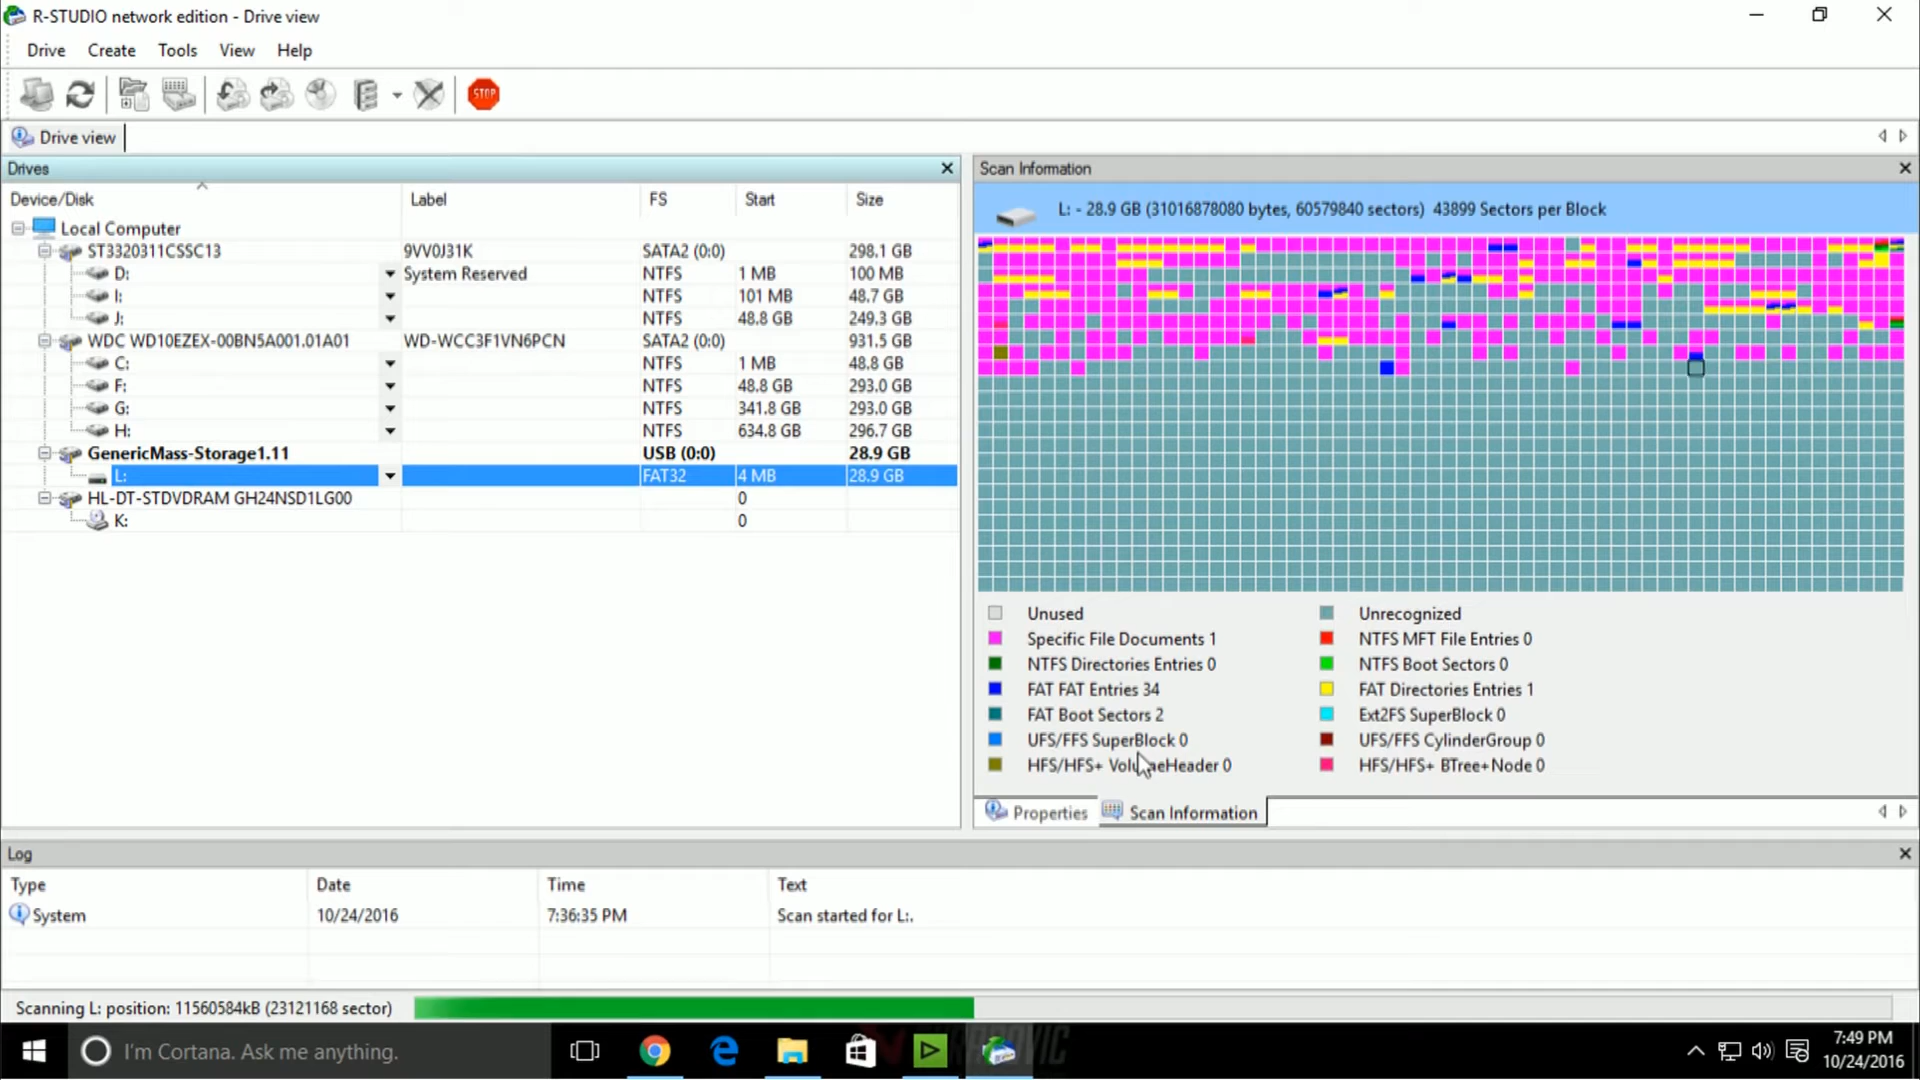 R-STUDIO network edition - Drive view
Drive Create Tools View Help
STOP
Drive view
Drives
Device/Disk Label FS Start Size
Local Computer
ST3320311CSSC13 9VV0J31K SATA2 (0:0) 298.1 GB
D: System Reserved NTFS 1 MB 100 MB
I: NTFS 101 MB 48.7 GB
J: NTFS 48.8 GB 249.3 GB
WDC WD10EZEX-00BN5A001.01A01 WD-WCC3F1VN6PCN SATA2 (0:0) 931.5 GB
C: NTFS 1 MB 48.8 GB
F: NTFS 48.8 GB 293.0 GB
G: NTFS 341.8 GB 293.0 GB
H: NTFS 634.8 GB 296.7 GB
GenericMass-Storage1.11 USB (0:0) 28.9 GB
L: FAT32 4 MB 28.9 GB
HL-DT-STDVDRAM GH24NSD1LG00 0
K: 0
Scan Information
L: - 28.9 GB (31016878080 bytes, 60579840 sectors) 43899 Sectors per Block
Unused Unrecognized
Specific File Documents 1 NTFS MFT File Entries 0
NTFS Directories Entries 0 NTFS Boot Sectors 0
FAT FAT Entries 34 FAT Directories Entries 1
FAT Boot Sectors 2 Ext2FS SuperBlock 0
UFS/FFS SuperBlock 0 UFS/FFS CylinderGroup 0
HFS/HFS+ VolumeHeader 0 HFS/HFS+ BTree+Node 0
Properties Scan Information
Log
Type Date Time Text
System 10/24/2016 7:36:35 PM Scan started for L:.
Scanning L: position: 11560584kB (23121168 sector)
I'm Cortana. Ask me anything.
7:49 PM
10/24/2016